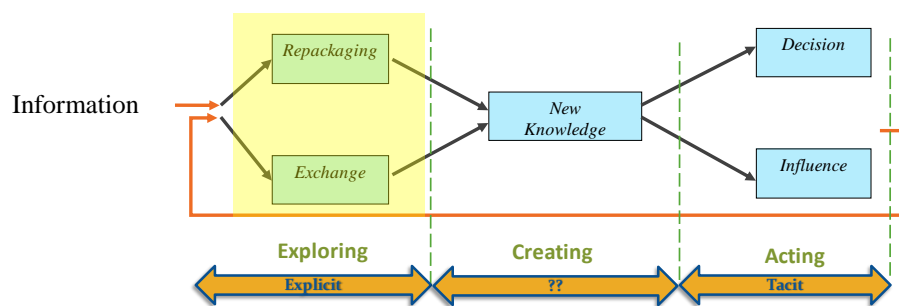 Repackaging
Decision
Information
New
Knowledge
Exchange
Influence
Exploring
Creating
Acting
Explicit
??
Tacit